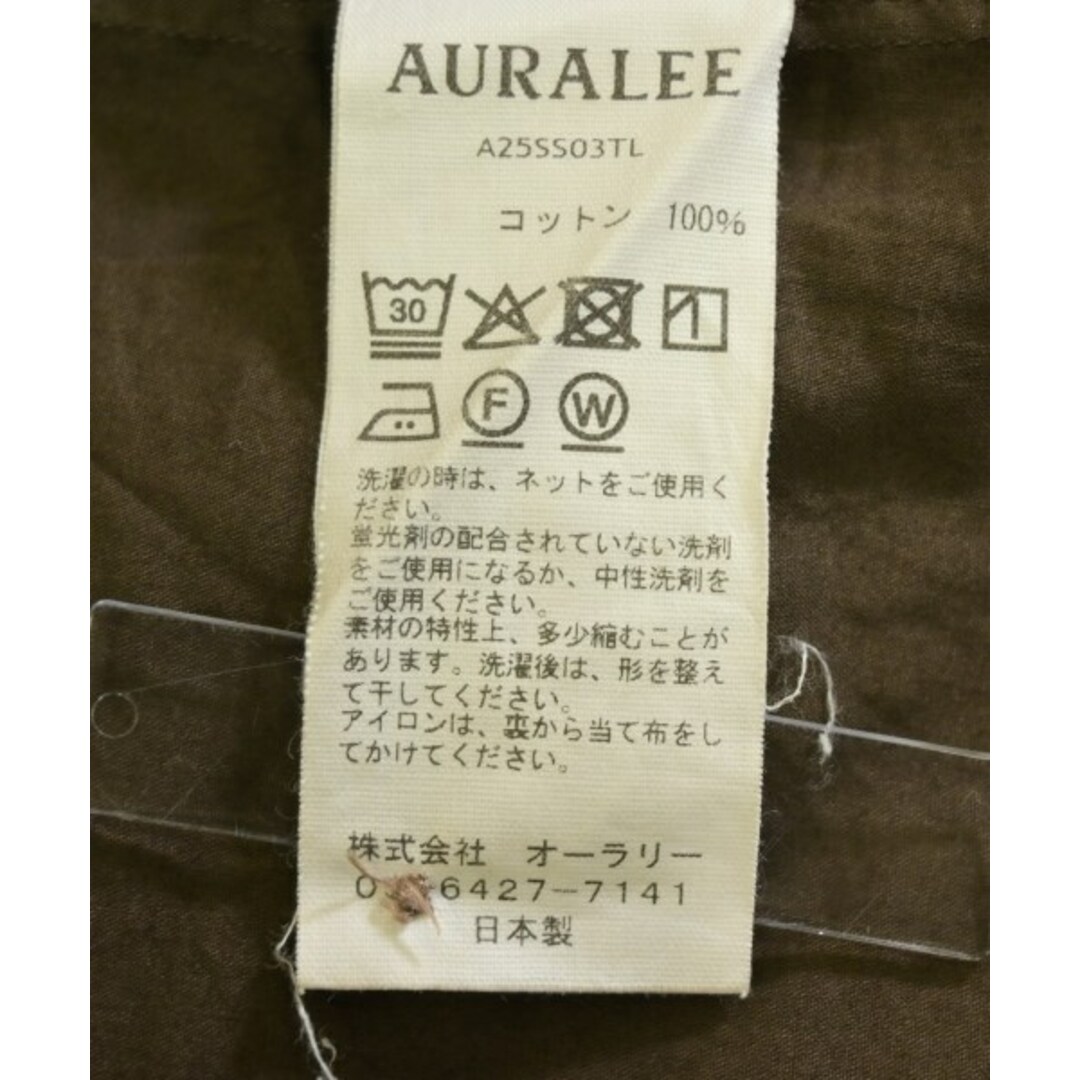 AURALEE
A25SS03TL
コットン 100%
30
F W
洗濯の時は、ネットをご使用く
ださい。
蛍光剤の配合されていない洗剤
をご使用になるか、中性洗剤を
ご使用ください。
素材の特性上、多少縮むことが
あります。洗濯後は、形を整え
て干してください。
アイロンは、裏から当て布をし
てかけてください。
株式会社 オーラリー
6427-7141
日本製